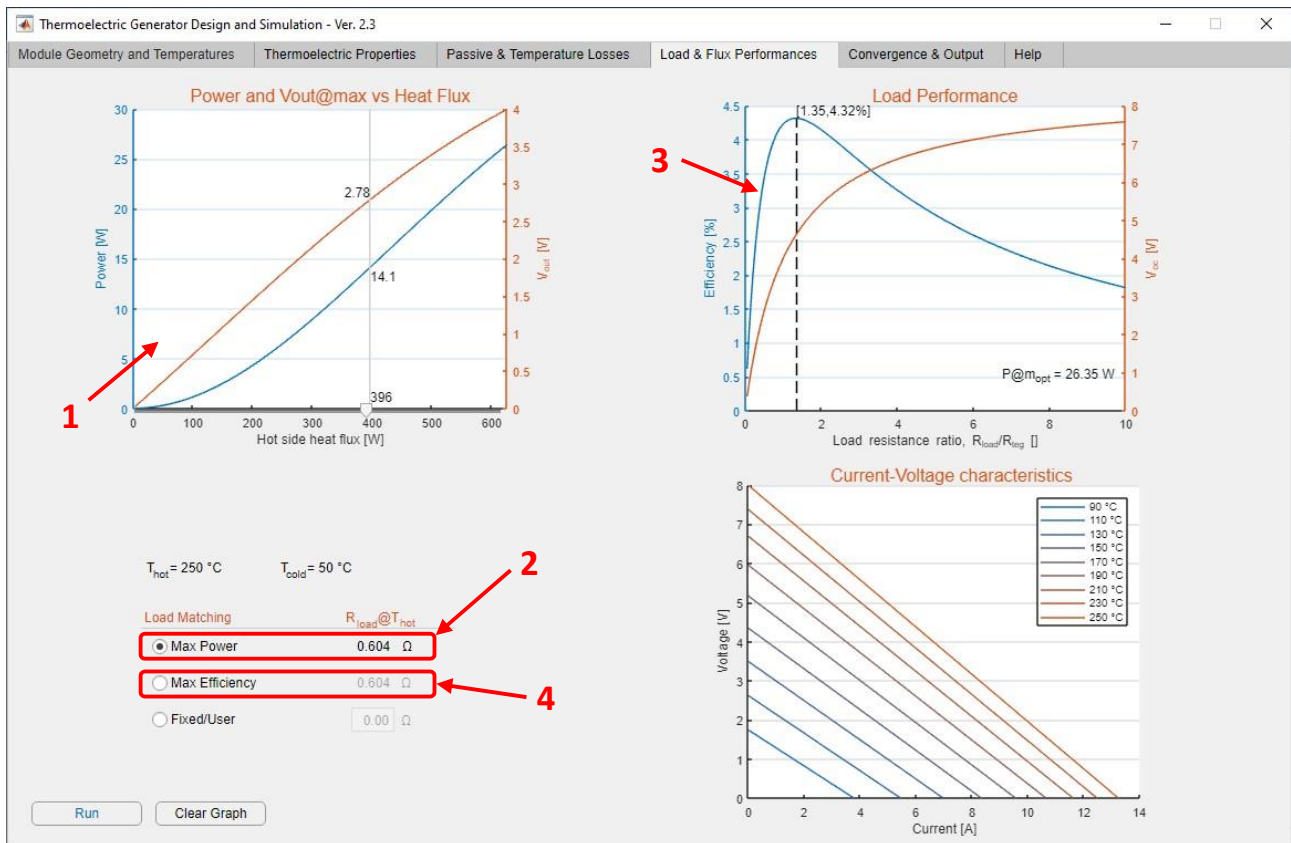 Thermoelectric Generator Design and Simulation - Ver. 2.3
Module Geometry and Temperatures
Thermoelectric Properties
Passive & Temperature Losses
Load & Flux Performances
Convergence & Output
Help
Power and Vout@max vs Heat Flux
30
25
20
15
10
5
0
Power [W]
4
3.5
3
2.5
2
1.5
1
0.5
0
Vout [V]
2.78
14.1
396
1
0 100 200 300 400 500 600
Hot side heat flux [W]
Load Performance
[1.35,4.32%]
4.5
4
3.5
3
2.5
2
1.5
1
0.5
0
Efficiency [%]
3
8
7
6
5
4
3
2
1
0
Voc [V]
P@mopt = 26.35 W
0 2 4 6 8 10
Load resistance ratio, Rload/Rteg []
Thot= 250 °C
Tcold= 50 °C
2
Load Matching
Rload@Thot
Max Power 0.604 Ω
Max Efficiency 0.604 Ω
4
Fixed/User 0.00 Ω
Run
Clear Graph
Current-Voltage characteristics
8
7
6
5
4
3
2
1
0
Voltage [V]
90 °C
110 °C
130 °C
150 °C
170 °C
190 °C
210 °C
230 °C
250 °C
0 2 4 6 8 10 12 14
Current [A]